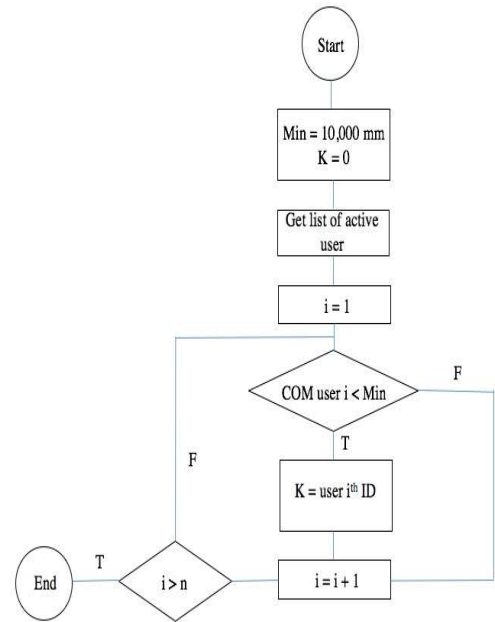 Start
Min = 10,000 mm
K = 0
Get list of active
user
i = 1
COM user i < Min
F
T
F
K = user iᵗʰ ID
T
End
i > n
i = i + 1